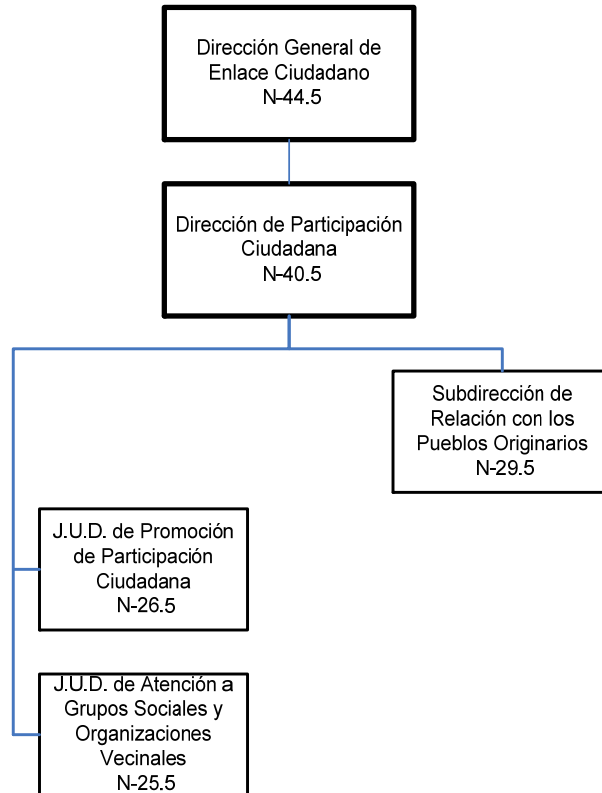 Dirección General de
Enlace Ciudadano
N-44.5
Dirección de Participación
Ciudadana
N-40.5
Subdirección de
Relación con los
Pueblos Originarios
N-29.5
J.U.D. de Promoción
de Participación
Ciudadana
N-26.5
J.U.D. de Atención a
Grupos Sociales y
Organizaciones
Vecinales
N-25.5